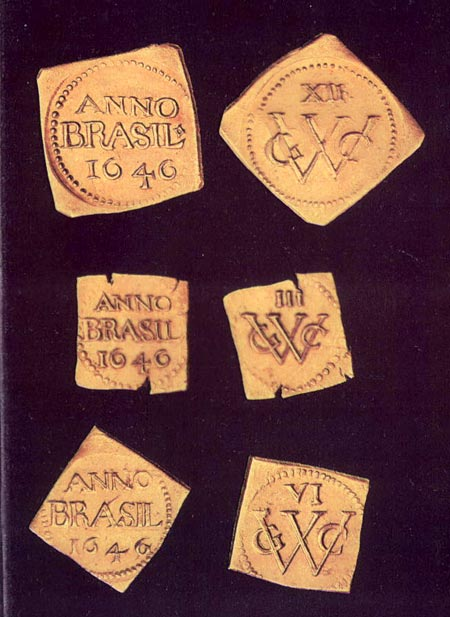 ANNO
BRASIL
1646
XII
GWC
ANNO
BRASIL
1646
III
GWC
ANNO
BRASIL
1646
VI
GWC